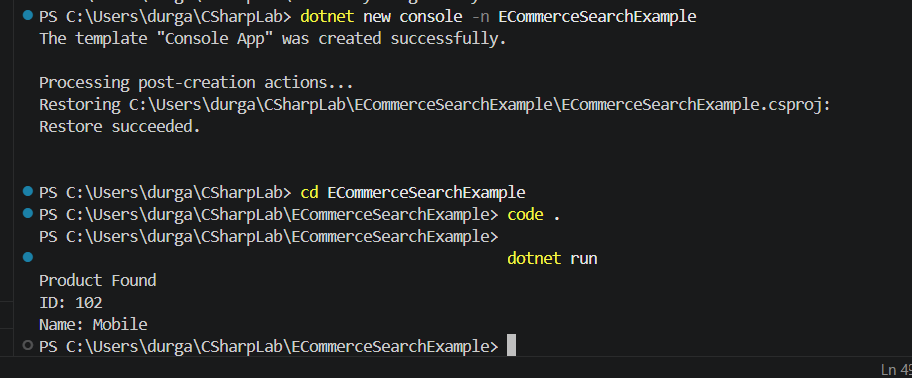 PS C:\Users\durga\CSharpLab> dotnet new console -n ECommerceSearchExample
The template "Console App" was created successfully.
Processing post-creation actions...
Restoring C:\Users\durga\CSharpLab\ECommerceSearchExample\ECommerceSearchExample.csproj:
Restore succeeded.
PS C:\Users\durga\CSharpLab> cd ECommerceSearchExample
PS C:\Users\durga\CSharpLab\ECommerceSearchExample> code .
PS C:\Users\durga\CSharpLab\ECommerceSearchExample>
dotnet run
Product Found
ID: 102
Name: Mobile
PS C:\Users\durga\CSharpLab\ECommerceSearchExample>
Ln